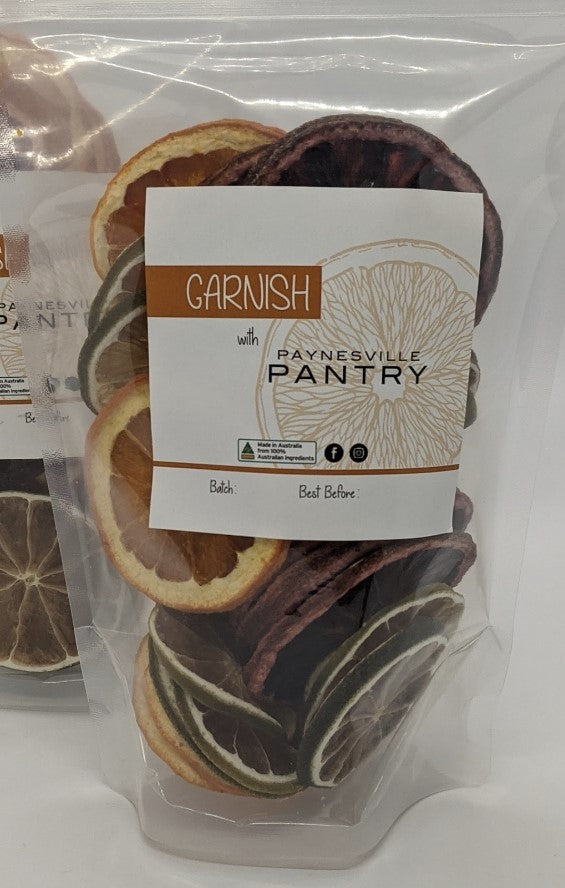 GARNISH
with
PAYNESVILLE
PANTRY
Made in Australia
from 100%
Australian ingredients
Batch:
Best Before: